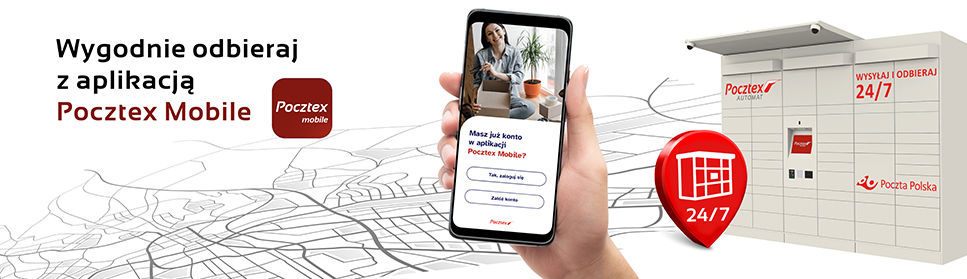 Wygodnie odbieraj
z aplikacją
Pocztex Mobile
Pocztex
mobile
Masz już konto
w aplikacji
Pocztex Mobile?
Tak, zaloguj się
Załóż konto
Pocztex
24/7
Pocztex
AUTOMAT
WYSYŁAJ I ODBIERAJ
24/7
Pocztex
Poczta Polska